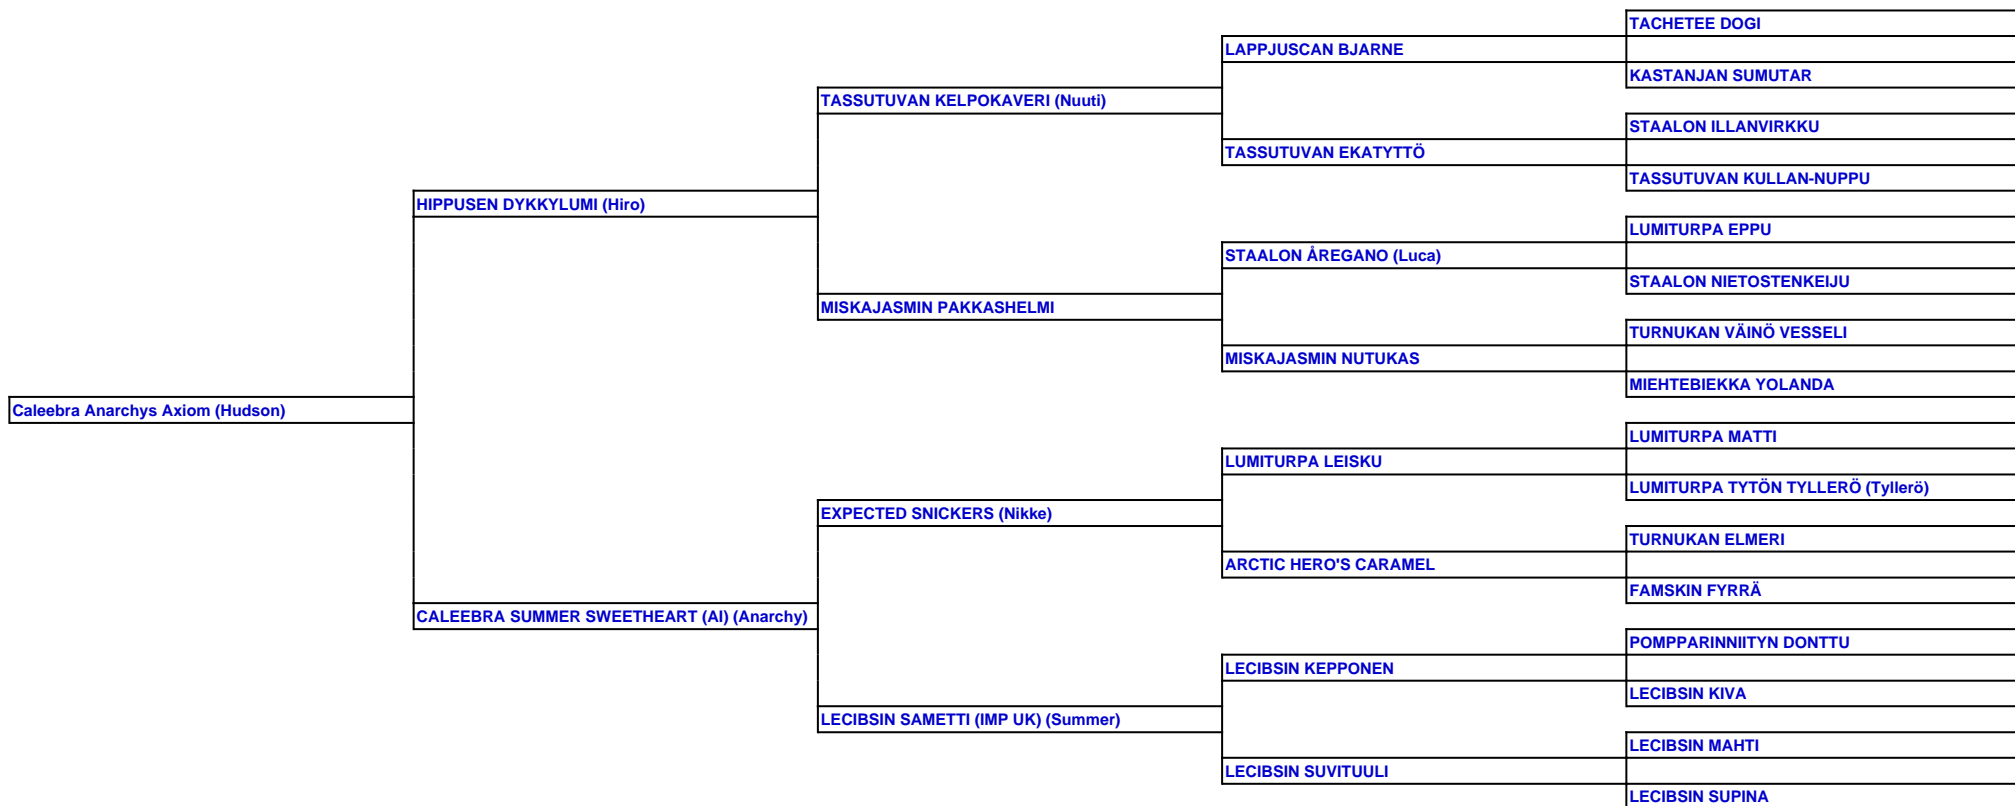 TACHETEE DOGI
LAPPJUSCAN BJARNE
KASTANJAN SUMUTAR
TASSUTUVAN KELPOKAVERI (Nuuti)
STAALON ILLANVIRKKU
TASSUTUVAN EKATYTTÖ
TASSUTUVAN KULLAN-NUPPU
HIPPUSEN DYKKYLUMI (Hiro)
LUMITURPA EPPU
STAALON ÅREGANO (Luca)
STAALON NIETOSTENKEIJU
MISKAJASMIN PAKKASHELMI
TURNUKAN VÄINÖ VESSELI
MISKAJASMIN NUTUKAS
MIEHTEBIEKKA YOLANDA
Caleebra Anarchys Axiom (Hudson)
LUMITURPA MATTI
LUMITURPA LEISKU
LUMITURPA TYTÖN TYLLERÖ (Tyllerö)
EXPECTED SNICKERS (Nikke)
TURNUKAN ELMERI
ARCTIC HERO'S CARAMEL
FAMSKIN FYRRÄ
CALEEBRA SUMMER SWEETHEART (AI) (Anarchy)
POMPPARINNIITYN DONTTU
LECIBSIN KEPPONEN
LECIBSIN KIVA
LECIBSIN SAMETTI (IMP UK) (Summer)
LECIBSIN MAHTI
LECIBSIN SUVITUULI
LECIBSIN SUPINA